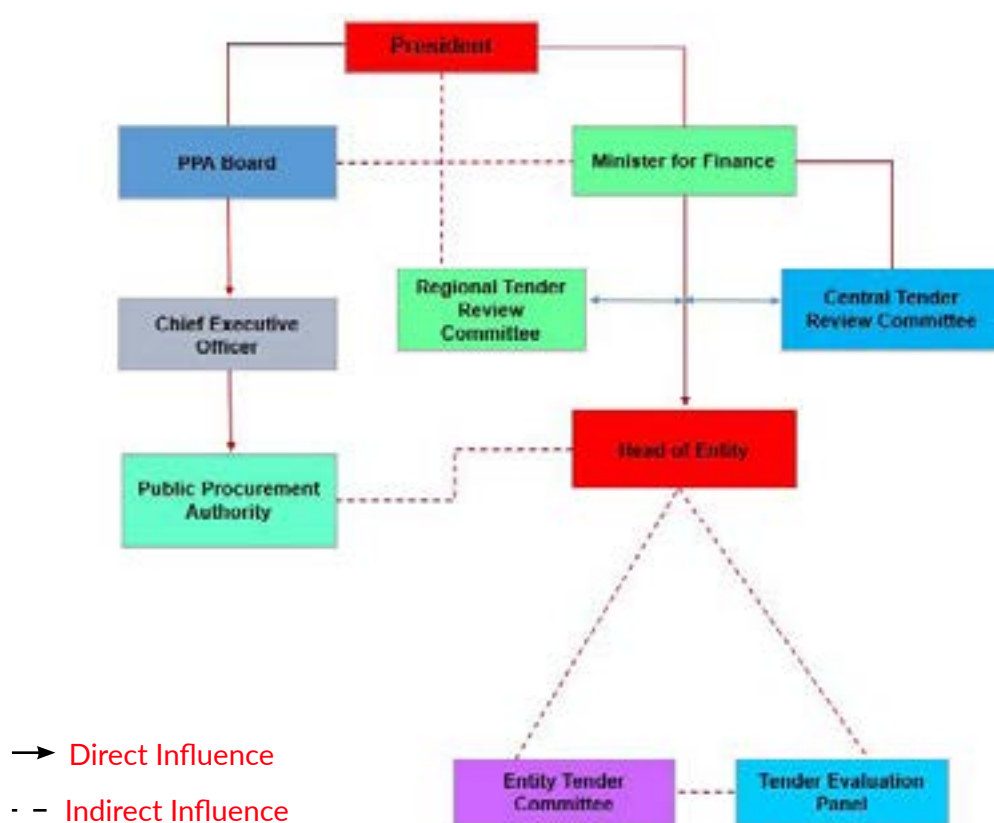 President
PPA Board
Minister for Finance
Regional Tender
Review
Committee
Central Tender
Review Committee
Chief Executive
Officer
Head of Entity
Public Procurement
Authority
Direct Influence
Indirect Influence
Entity Tender
Committee
Tender Evaluation
Panel